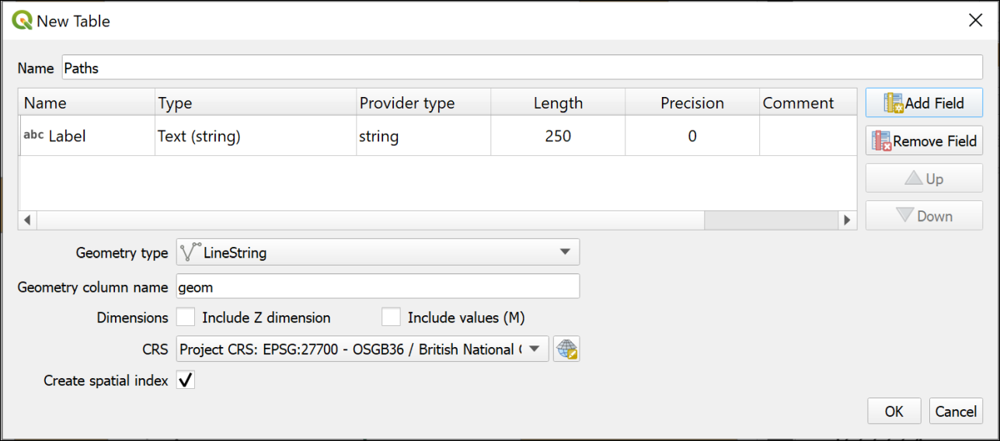 New Table
Name Paths
Name Type Provider type Length Precision Comment
Add Field
abc Label Text (string) string 250 0
Remove Field
Up
Down
Geometry type LineString
Geometry column name geom
Dimensions Include Z dimension Include values (M)
CRS Project CRS: EPSG:27700 - OSGB36 / British National (
Create spatial index
OK Cancel